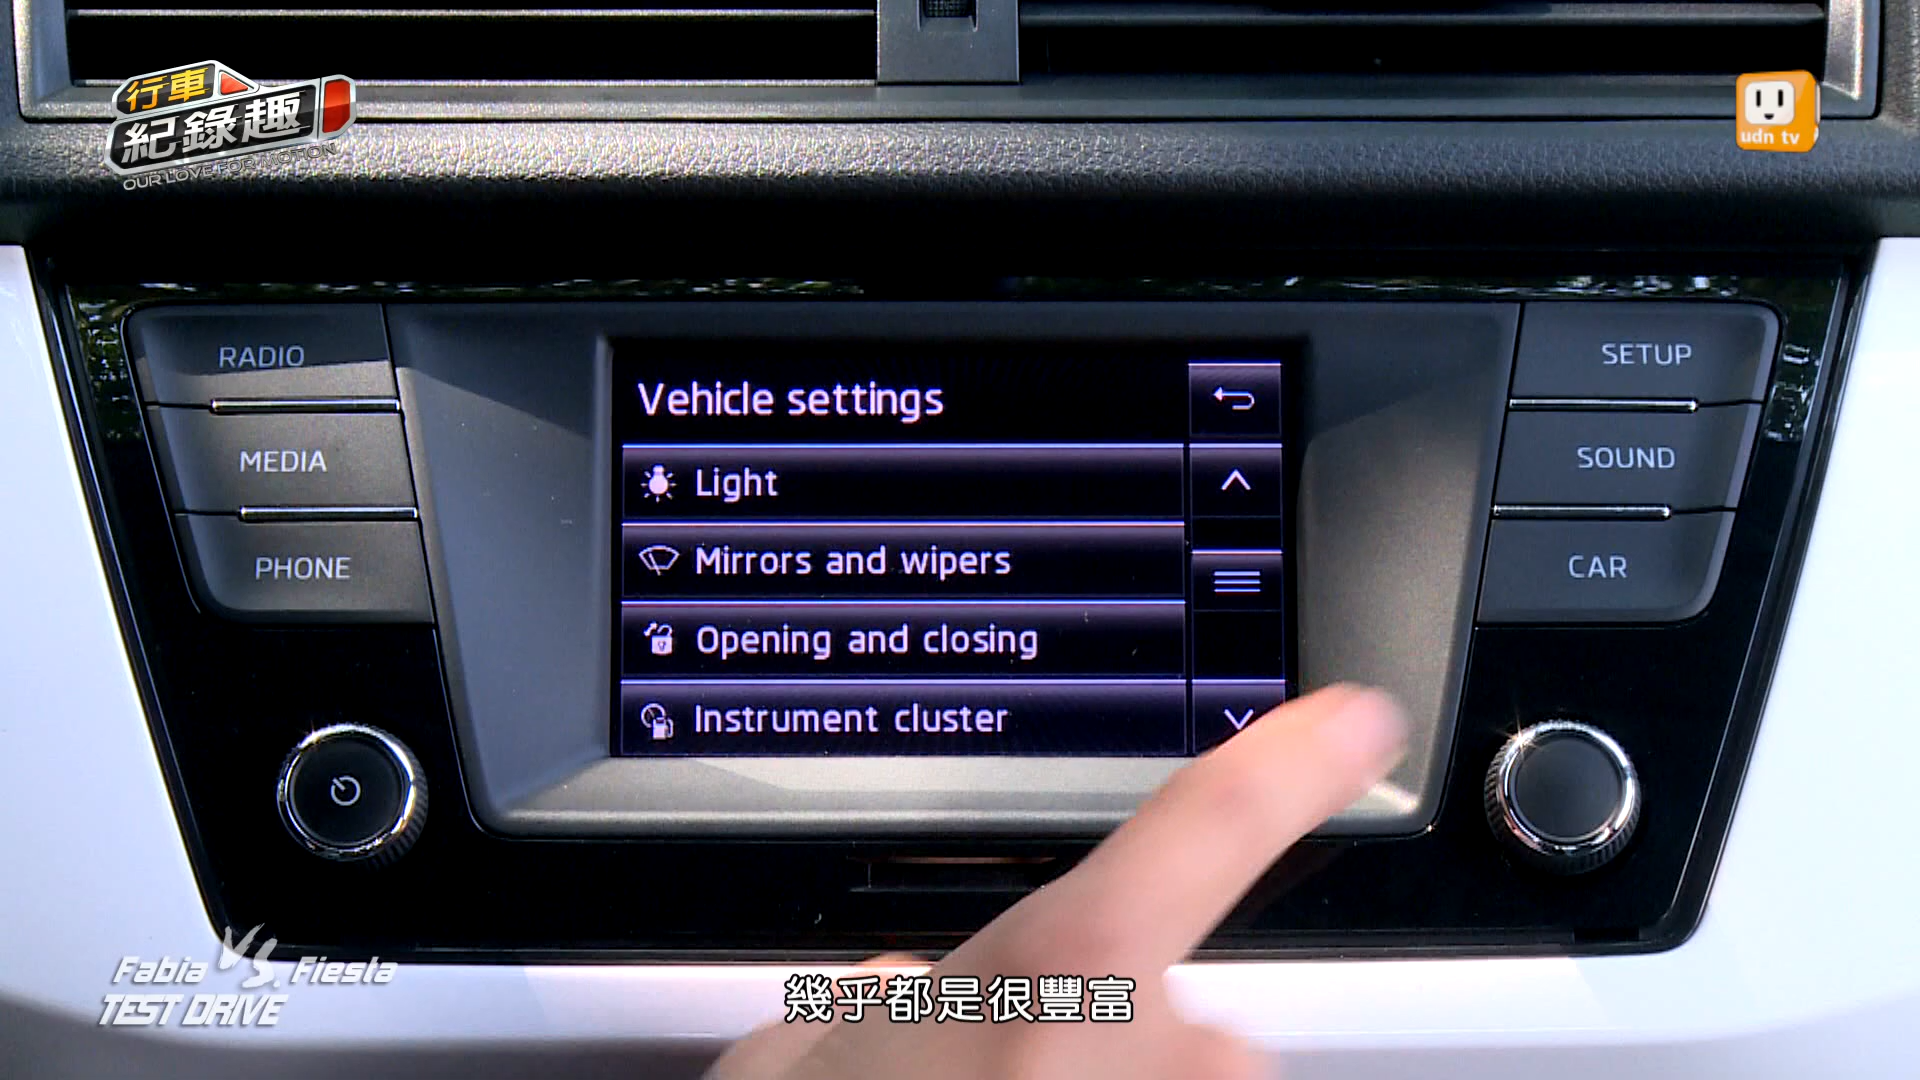 行車
紀錄趣
OUR LOVE FOR MOTION
udn tv
RADIO
MEDIA
PHONE
Vehicle settings
Light
Mirrors and wipers
Opening and closing
Instrument cluster
SETUP
SOUND
CAR
Fabia VS. Fiesta
TEST DRIVE
幾乎都是很豐富